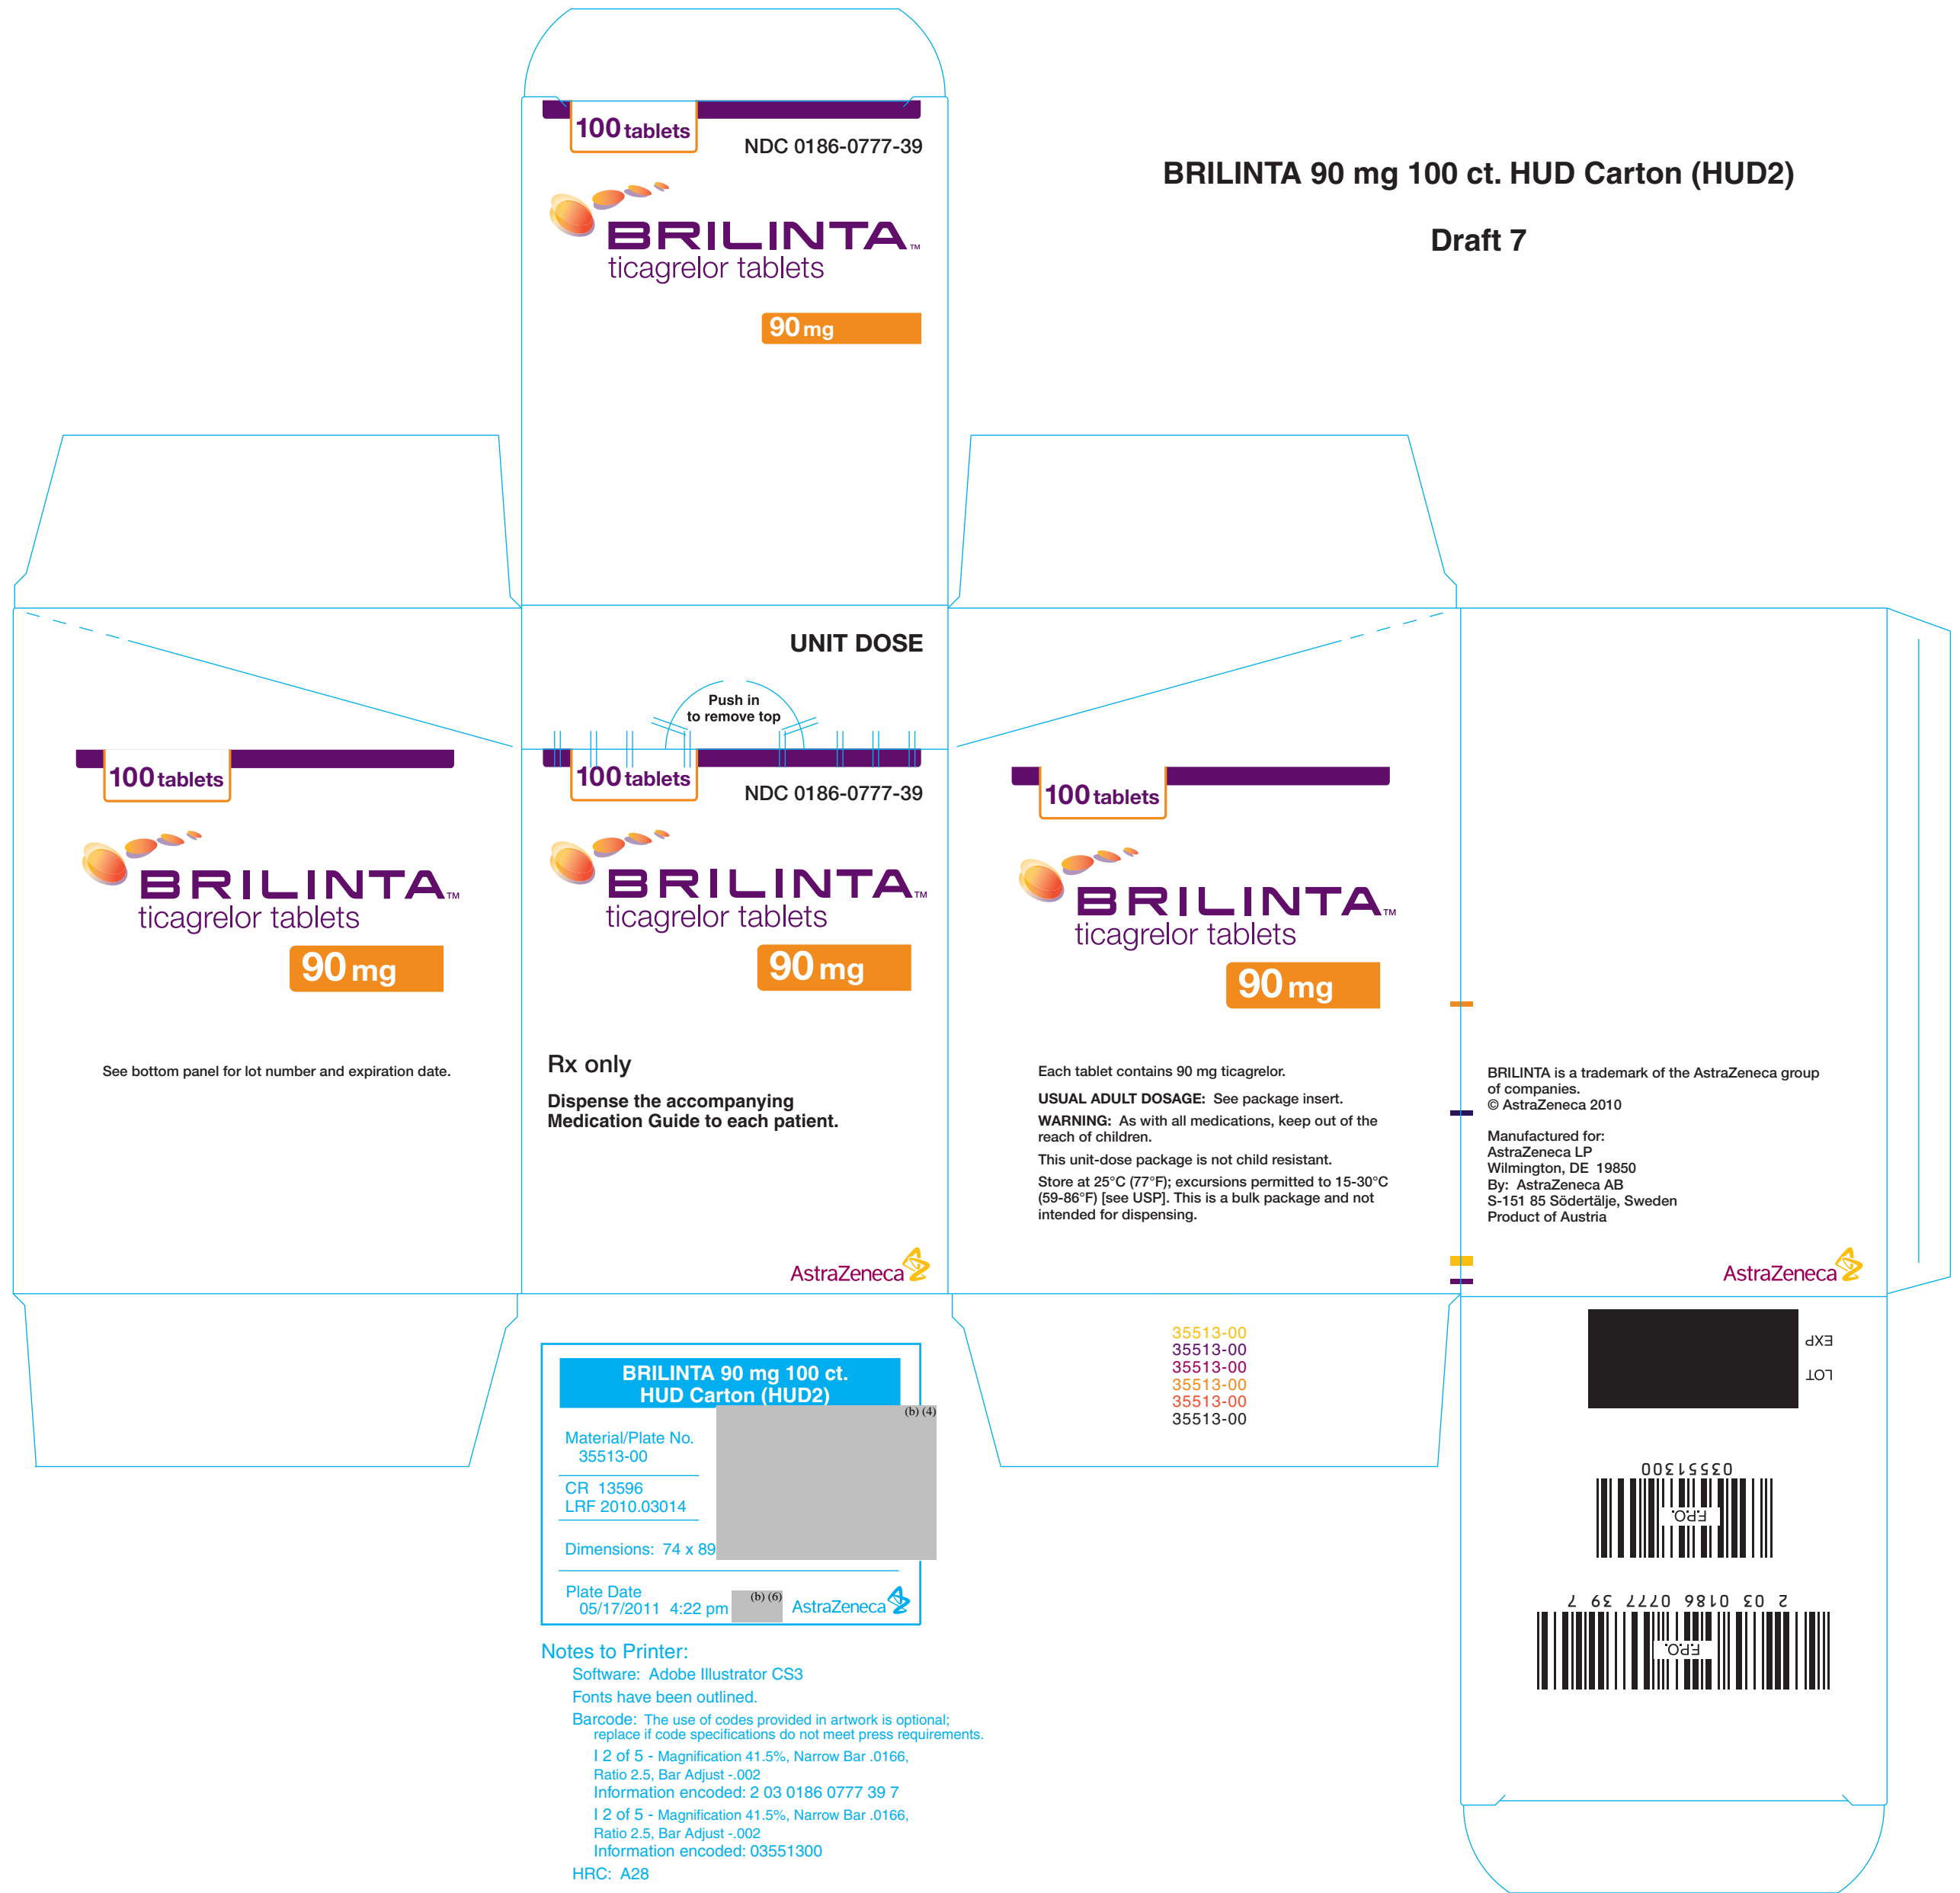 100 tablets
NDC 0186-0777-39
BRILINTA™
ticagrelor tablets
90 mg
BRILINTA 90 mg 100 ct. HUD Carton (HUD2)
Draft 7
UNIT DOSE
Push in
to remove top
100 tablets
BRILINTA™
ticagrelor tablets
90 mg
See bottom panel for lot number and expiration date.
100 tablets
NDC 0186-0777-39
BRILINTA™
ticagrelor tablets
90 mg
Rx only
Dispense the accompanying
Medication Guide to each patient.
AstraZeneca
100 tablets
BRILINTA™
ticagrelor tablets
90 mg
Each tablet contains 90 mg ticagrelor.
USUAL ADULT DOSAGE: See package insert.
WARNING: As with all medications, keep out of the
reach of children.
This unit-dose package is not child resistant.
Store at 25°C (77°F); excursions permitted to 15-30°C
(59-86°F) [see USP]. This is a bulk package and not
intended for dispensing.
BRILINTA is a trademark of the AstraZeneca group
of companies.
© AstraZeneca 2010
Manufactured for:
AstraZeneca LP
Wilmington, DE 19850
By: AstraZeneca AB
S-151 85 Södertälje, Sweden
Product of Austria
AstraZeneca
35513-00
35513-00
35513-00
35513-00
35513-00
35513-00
EXP
LOT
03551300
F.P.O.
2 03 0186 0777 39 7
F.P.O.
BRILINTA 90 mg 100 ct.
HUD Carton (HUD2)
(b) (4)
Material/Plate No.
35513-00
CR 13596
LRF 2010.03014
Dimensions: 74 x 89
Plate Date
05/17/2011 4:22 pm
(b) (6)
AstraZeneca
Notes to Printer:
Software: Adobe Illustrator CS3
Fonts have been outlined.
Barcode: The use of codes provided in artwork is optional;
replace if code specifications do not meet press requirements.
I 2 of 5 - Magnification 41.5%, Narrow Bar .0166,
Ratio 2.5, Bar Adjust -.002
Information encoded: 2 03 0186 0777 39 7
I 2 of 5 - Magnification 41.5%, Narrow Bar .0166,
Ratio 2.5, Bar Adjust -.002
Information encoded: 03551300
HRC: A28